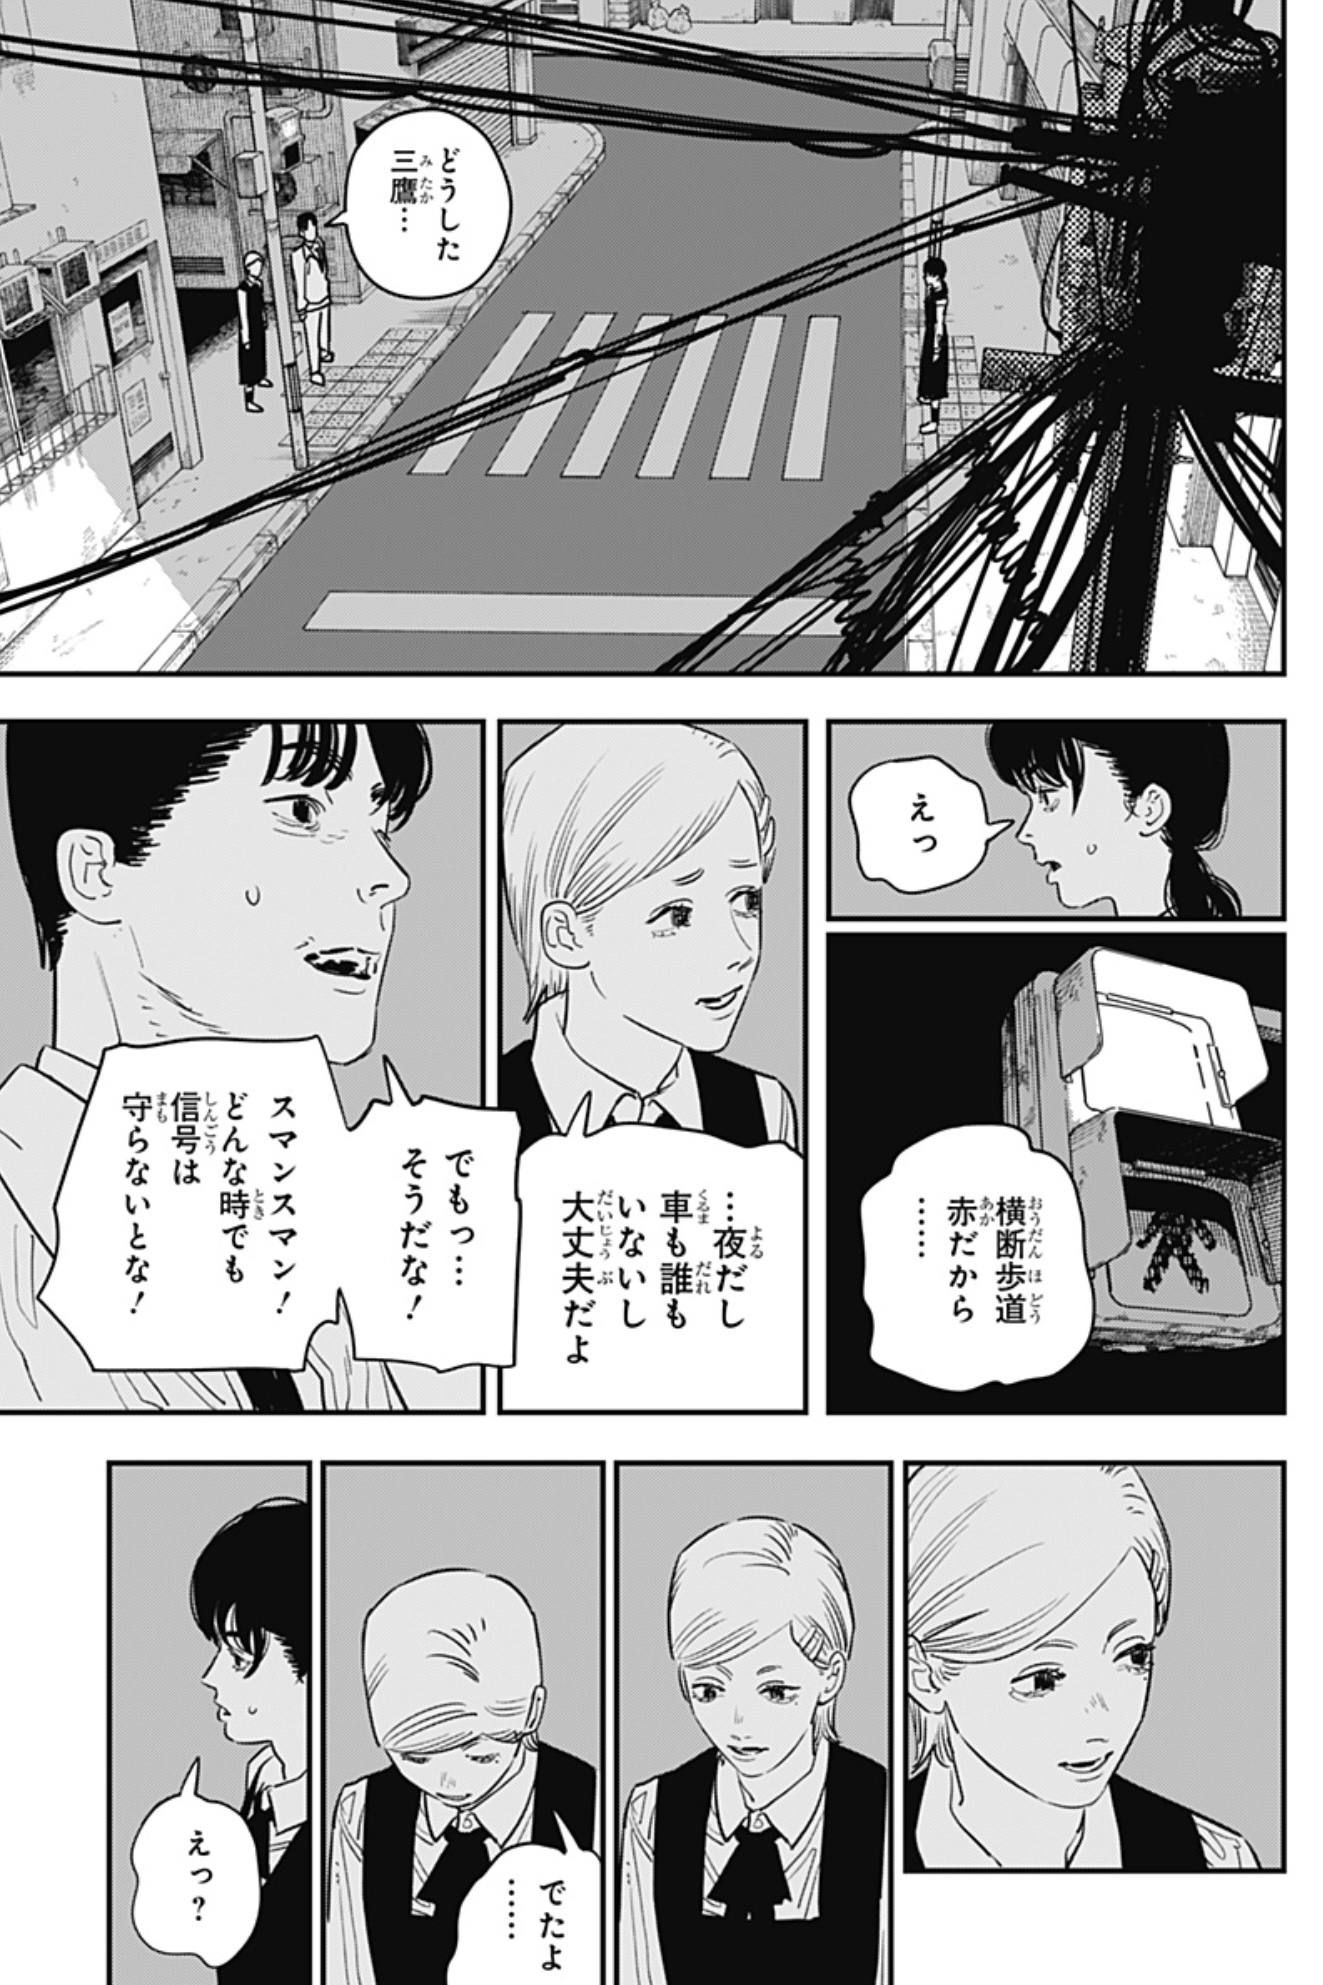 どうした
三鷹…
えっ
横断歩道
赤だから
……
…夜だし
車も誰も
いないし
大丈夫だよ
でもっ…
そうだな！
スマンスマン！
どんな時でも
信号は
守らないとな！
でたよ
……
えっ？